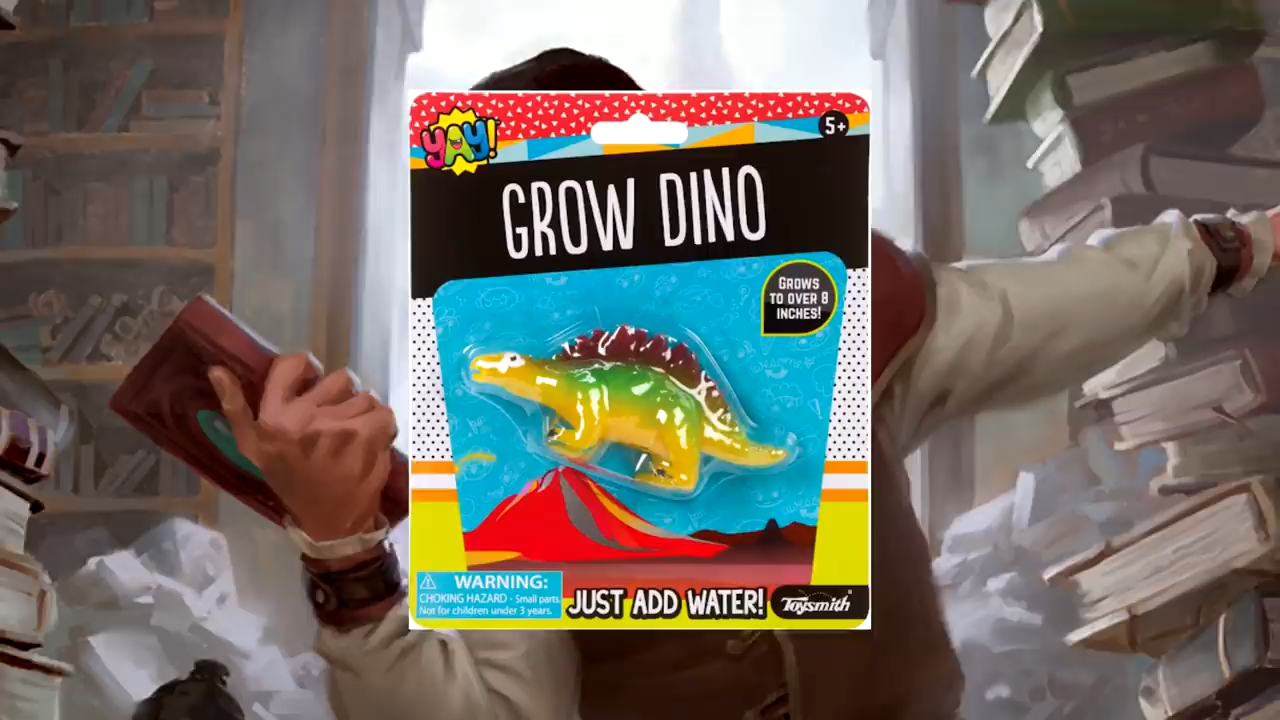 YAY!
5+
GROW DINO
GROWS
TO OVER 8
INCHES!
WARNING:
CHOKING HAZARD - Small parts
Not for children under 3 years.
JUST ADD WATER!
Toysmith